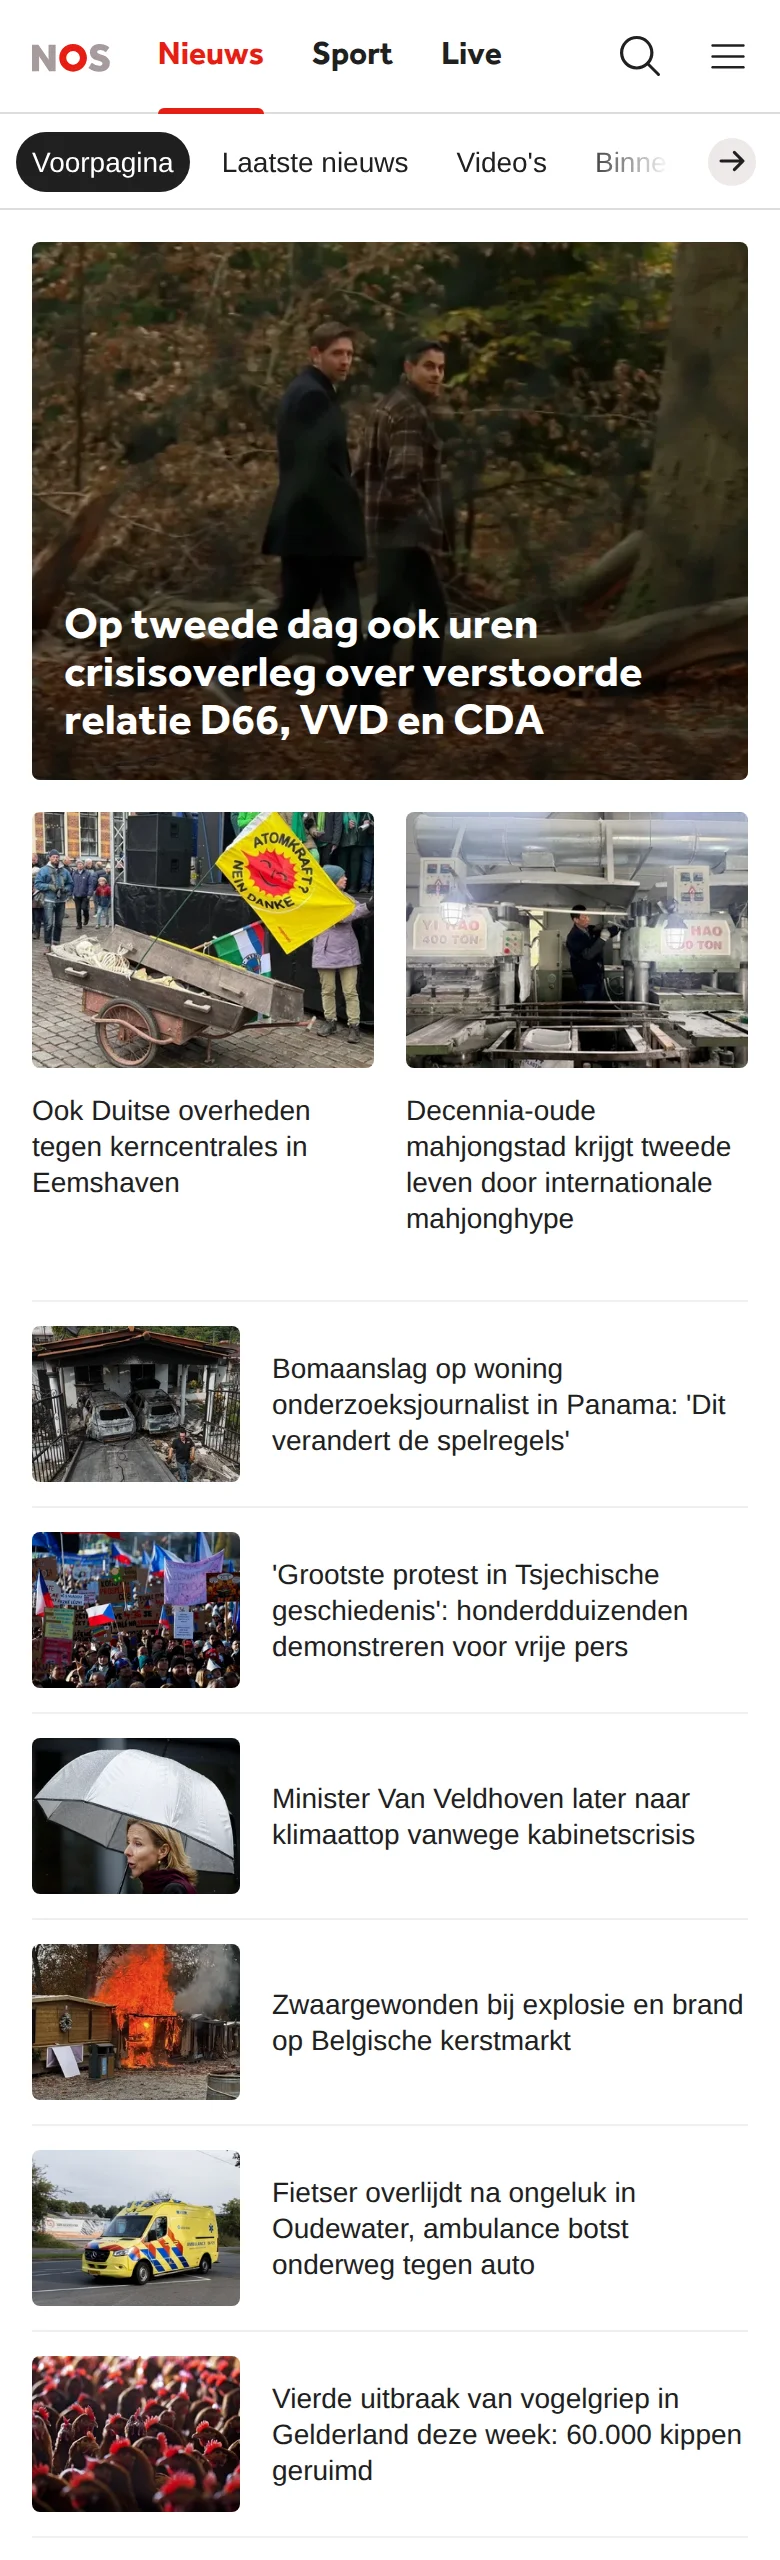 NOS
Nieuws
Sport
Live
Voorpagina
Laatste nieuws
Video's
Binne
Op tweede dag ook uren
crisisoverleg over verstoorde
relatie D66, VVD en CDA
ATOMKRAFT?
NEIN DANKE
YI HAO
400 TON
HAO
TON
Ook Duitse overheden
tegen kerncentrales in
Eemshaven
Decennia-oude
mahjongstad krijgt tweede
leven door internationale
mahjonghype
Bomaanslag op woning
onderzoeksjournalist in Panama: 'Dit
verandert de spelregels'
'Grootste protest in Tsjechische
geschiedenis': honderdduizenden
demonstreren voor vrije pers
Minister Van Veldhoven later naar
klimaattop vanwege kabinetscrisis
Zwaargewonden bij explosie en brand
op Belgische kerstmarkt
Fietser overlijdt na ongeluk in
Oudewater, ambulance botst
onderweg tegen auto
Vierde uitbraak van vogelgriep in
Gelderland deze week: 60.000 kippen
geruimd